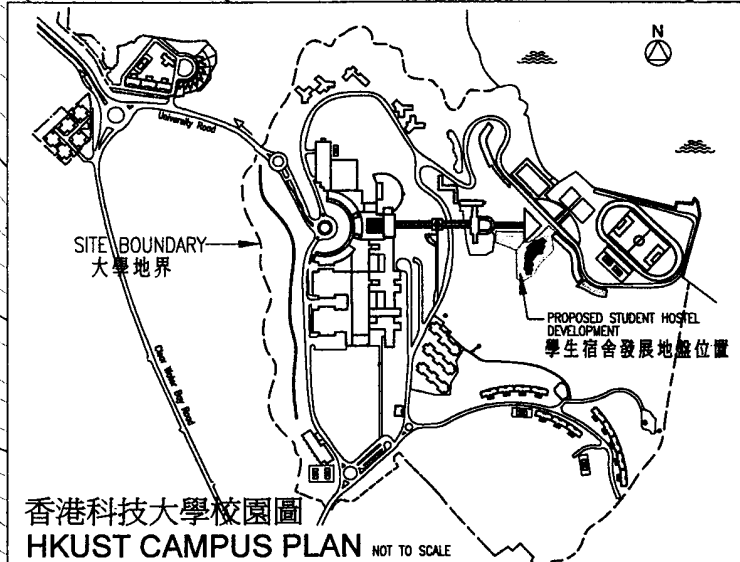 N
University Road
SITE BOUNDARY
大學地界
PROPOSED STUDENT HOSTEL
DEVELOPMENT
學生宿舍發展地盤位置
Clear Water Bay Road
香港科技大學校園圖
HKUST CAMPUS PLAN NOT TO SCALE